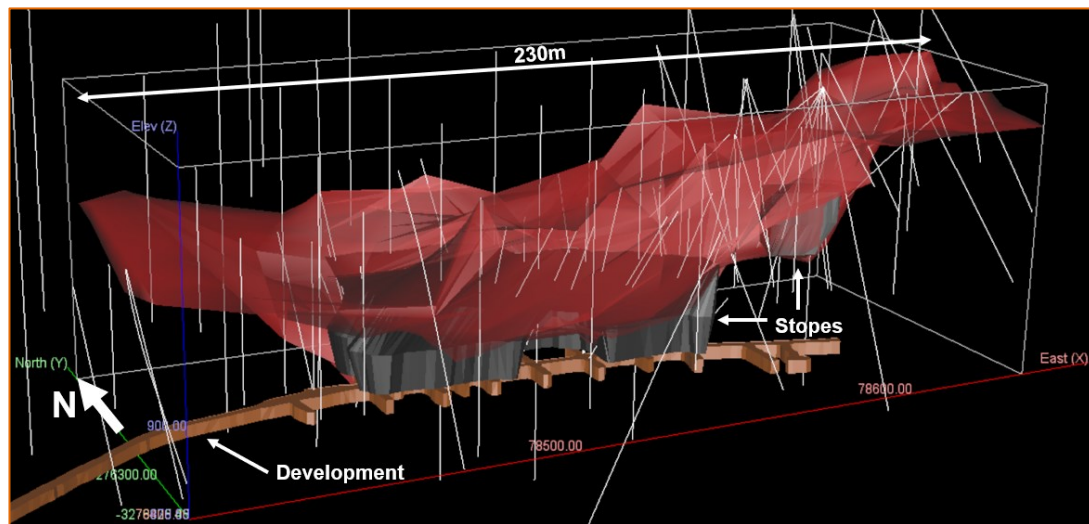 230m
Elev (Z)
North (Y)
N
East (X)
Stopes
78600.00
78500.00
900.00
Development
276300.00